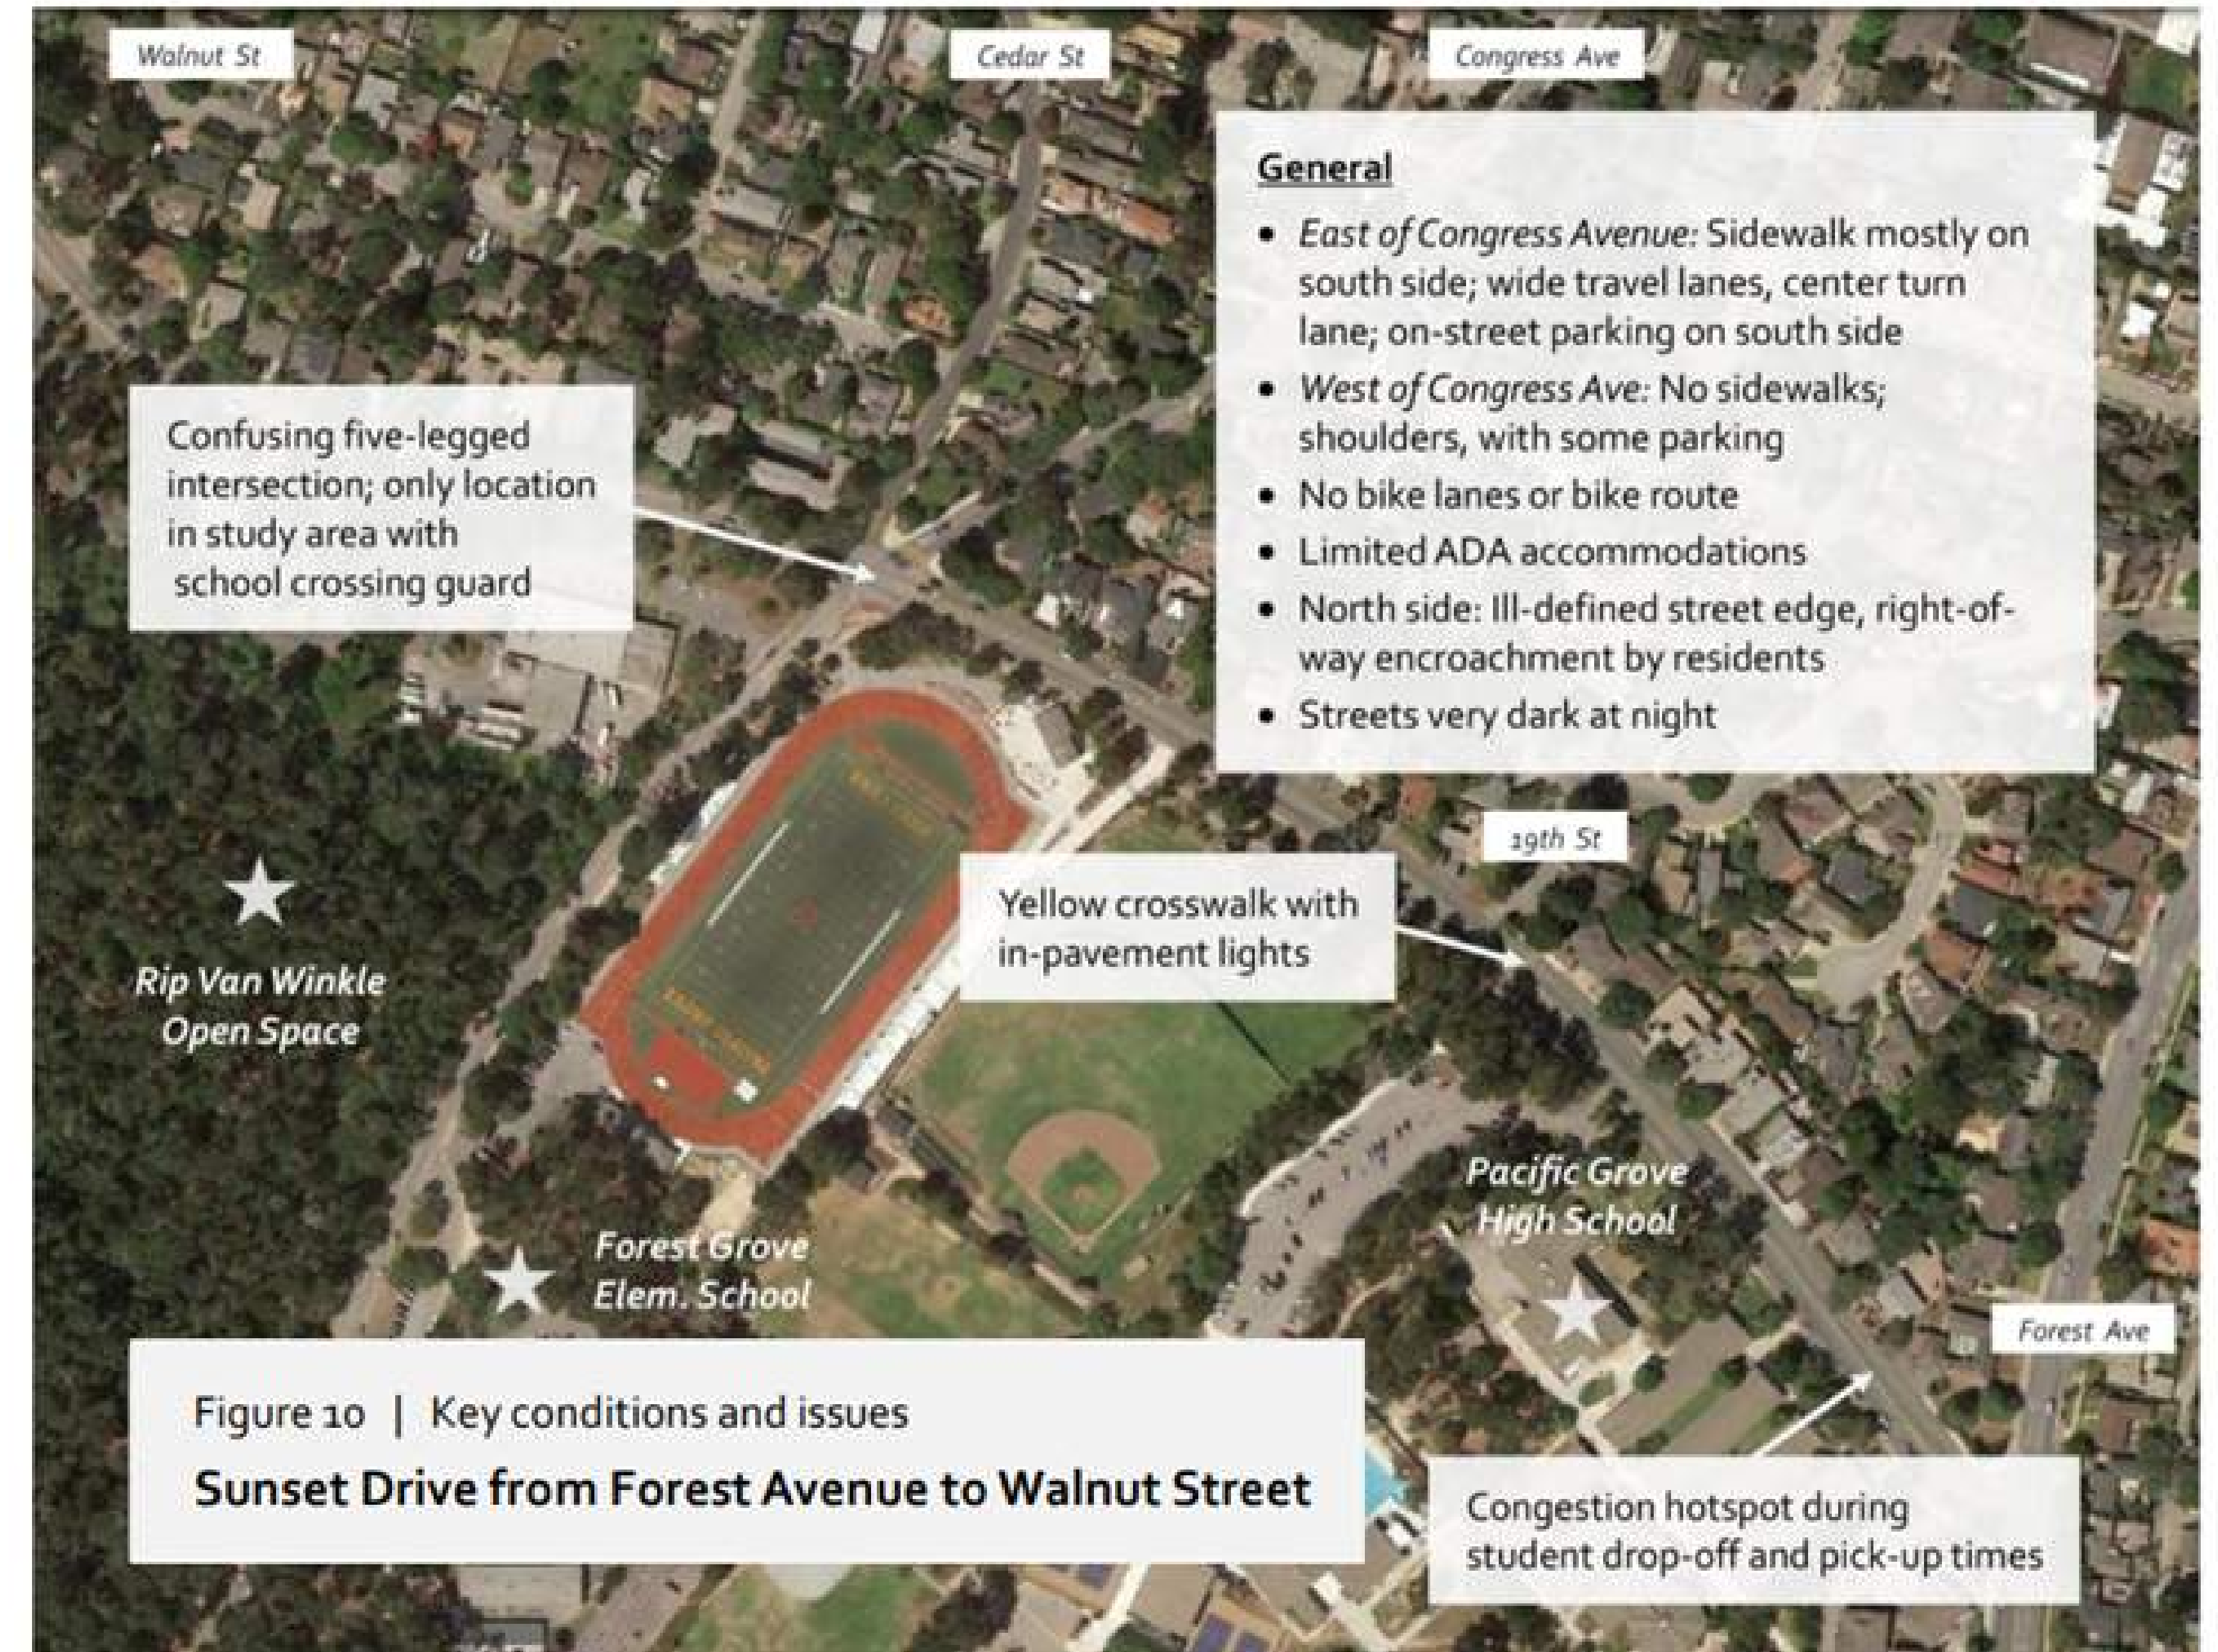 Walnut St
Cedar St
Congress Ave
General
• East of Congress Avenue: Sidewalk mostly on
south side; wide travel lanes, center turn
lane; on-street parking on south side
• West of Congress Ave: No sidewalks;
shoulders, with some parking
• No bike lanes or bike route
• Limited ADA accommodations
• North side: Ill-defined street edge, right-of-
way encroachment by residents
• Streets very dark at night
Confusing five-legged
intersection; only location
in study area with
school crossing guard
19th St
Yellow crosswalk with
in-pavement lights
Rip Van Winkle
Open Space
Pacific Grove
High School
Forest Grove
Elem. School
Forest Ave
Figure 10 | Key conditions and issues
Sunset Drive from Forest Avenue to Walnut Street
Congestion hotspot during
student drop-off and pick-up times